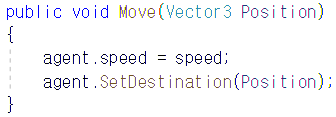 public void Move(Vector3 Position)
{
    agent.speed = speed;
    agent.SetDestination(Position);
}